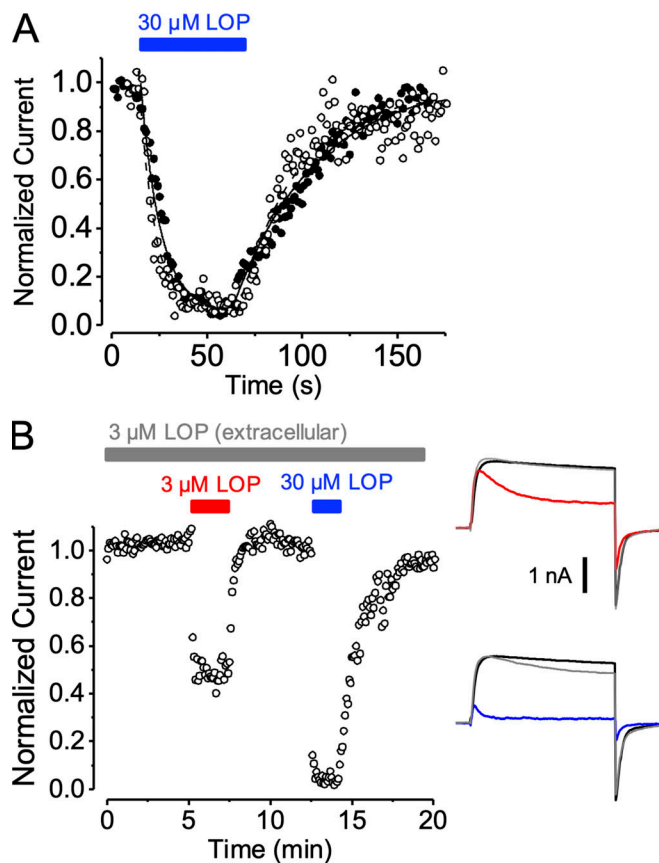 A
30 µM LOP
Normalized Current
1.0
0.8
0.6
0.4
0.2
0.0
0 50 100 150
Time (s)
B
3 µM LOP (extracellular)
3 µM LOP 30 µM LOP
Normalized Current
1.0
0.8
0.6
0.4
0.2
0.0
0 5 10 15 20
Time (min)
1 nA